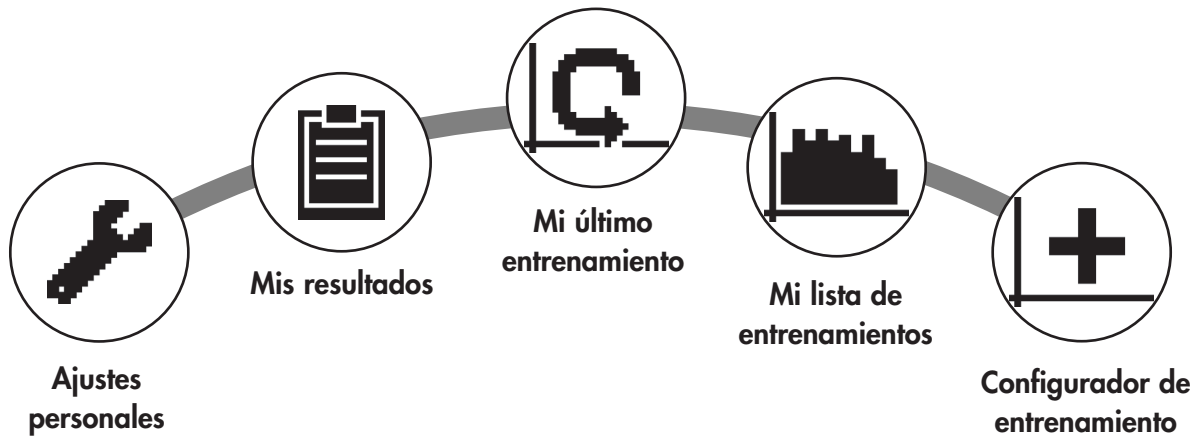 Ajustes
personales
Mis resultados
Mi último
entrenamiento
Mi lista de
entrenamientos
Configurador de
entrenamiento